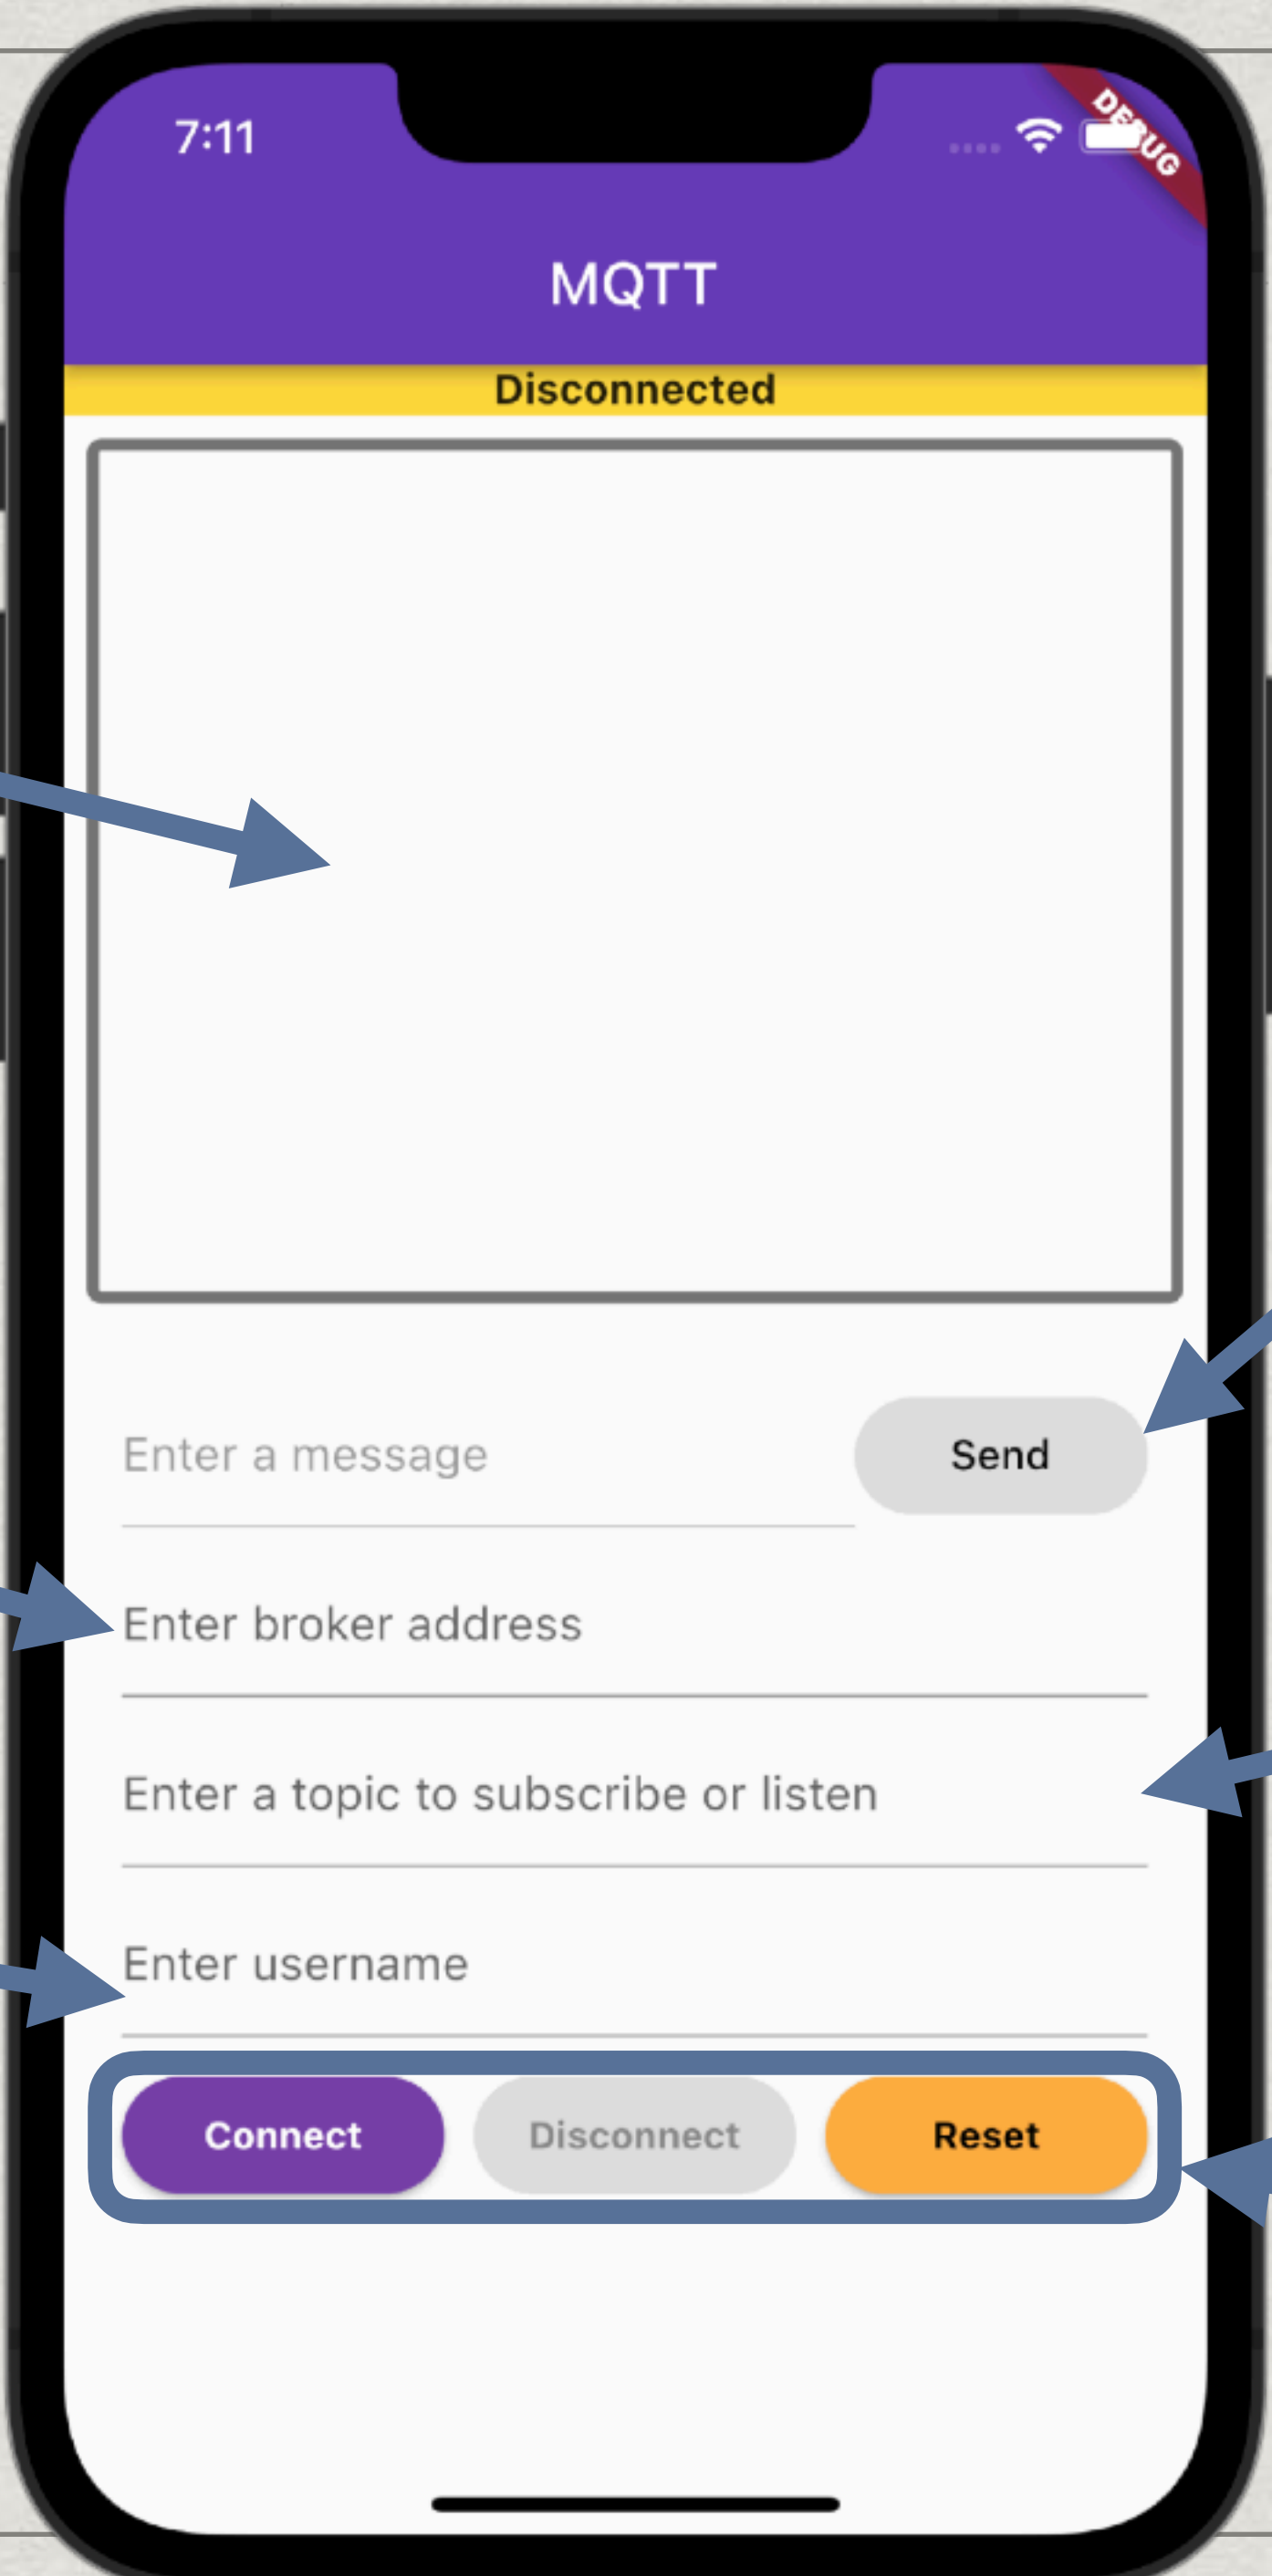 7:11
DEBUG
MQTT
Disconnected
Enter a message
Send
Enter broker address
Enter a topic to subscribe or listen
Enter username
Connect Disconnect Reset